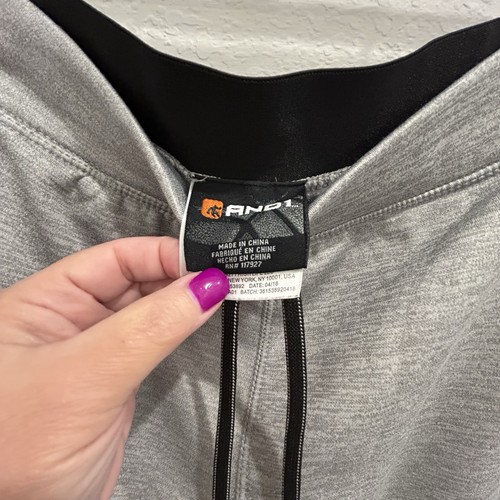 AND1
MADE IN CHINA
FABRIQUÉ EN CHINE
HECHO EN CHINA
RN# 117927
NEW YORK, NY 10001, USA
DATE: 04/18
BATCH: 361538920418